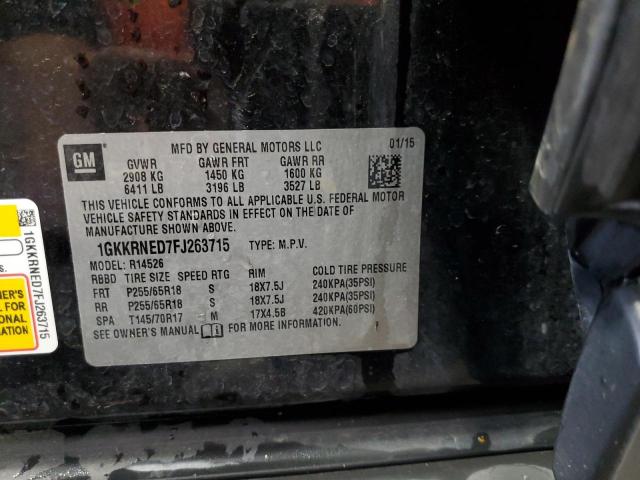 GM
MFD BY GENERAL MOTORS LLC 01/15
GVWR GAWR FRT GAWR RR
2908 KG 1450 KG 1600 KG
6411 LB 3196 LB 3527 LB
THIS VEHICLE CONFORMS TO ALL APPLICABLE U.S. FEDERAL MOTOR
VEHICLE SAFETY STANDARDS IN EFFECT ON THE DATE OF
MANUFACTURE SHOWN ABOVE.
1GKKRNED7FJ263715 TYPE: M.P.V.
MODEL: R14526
RBBD TIRE SIZE SPEED RTG RIM COLD TIRE PRESSURE
FRT P255/65R18 S 18X7.5J 240KPA(35PSI)
RR P255/65R18 S 18X7.5J 240KPA(35PSI)
SPA T145/70R17 M 17X4.5B 420KPA(60PSI)
SEE OWNER'S MANUAL FOR MORE INFORMATION
1GKKRNED7FJ263715
NER'S
FOR
ONAL